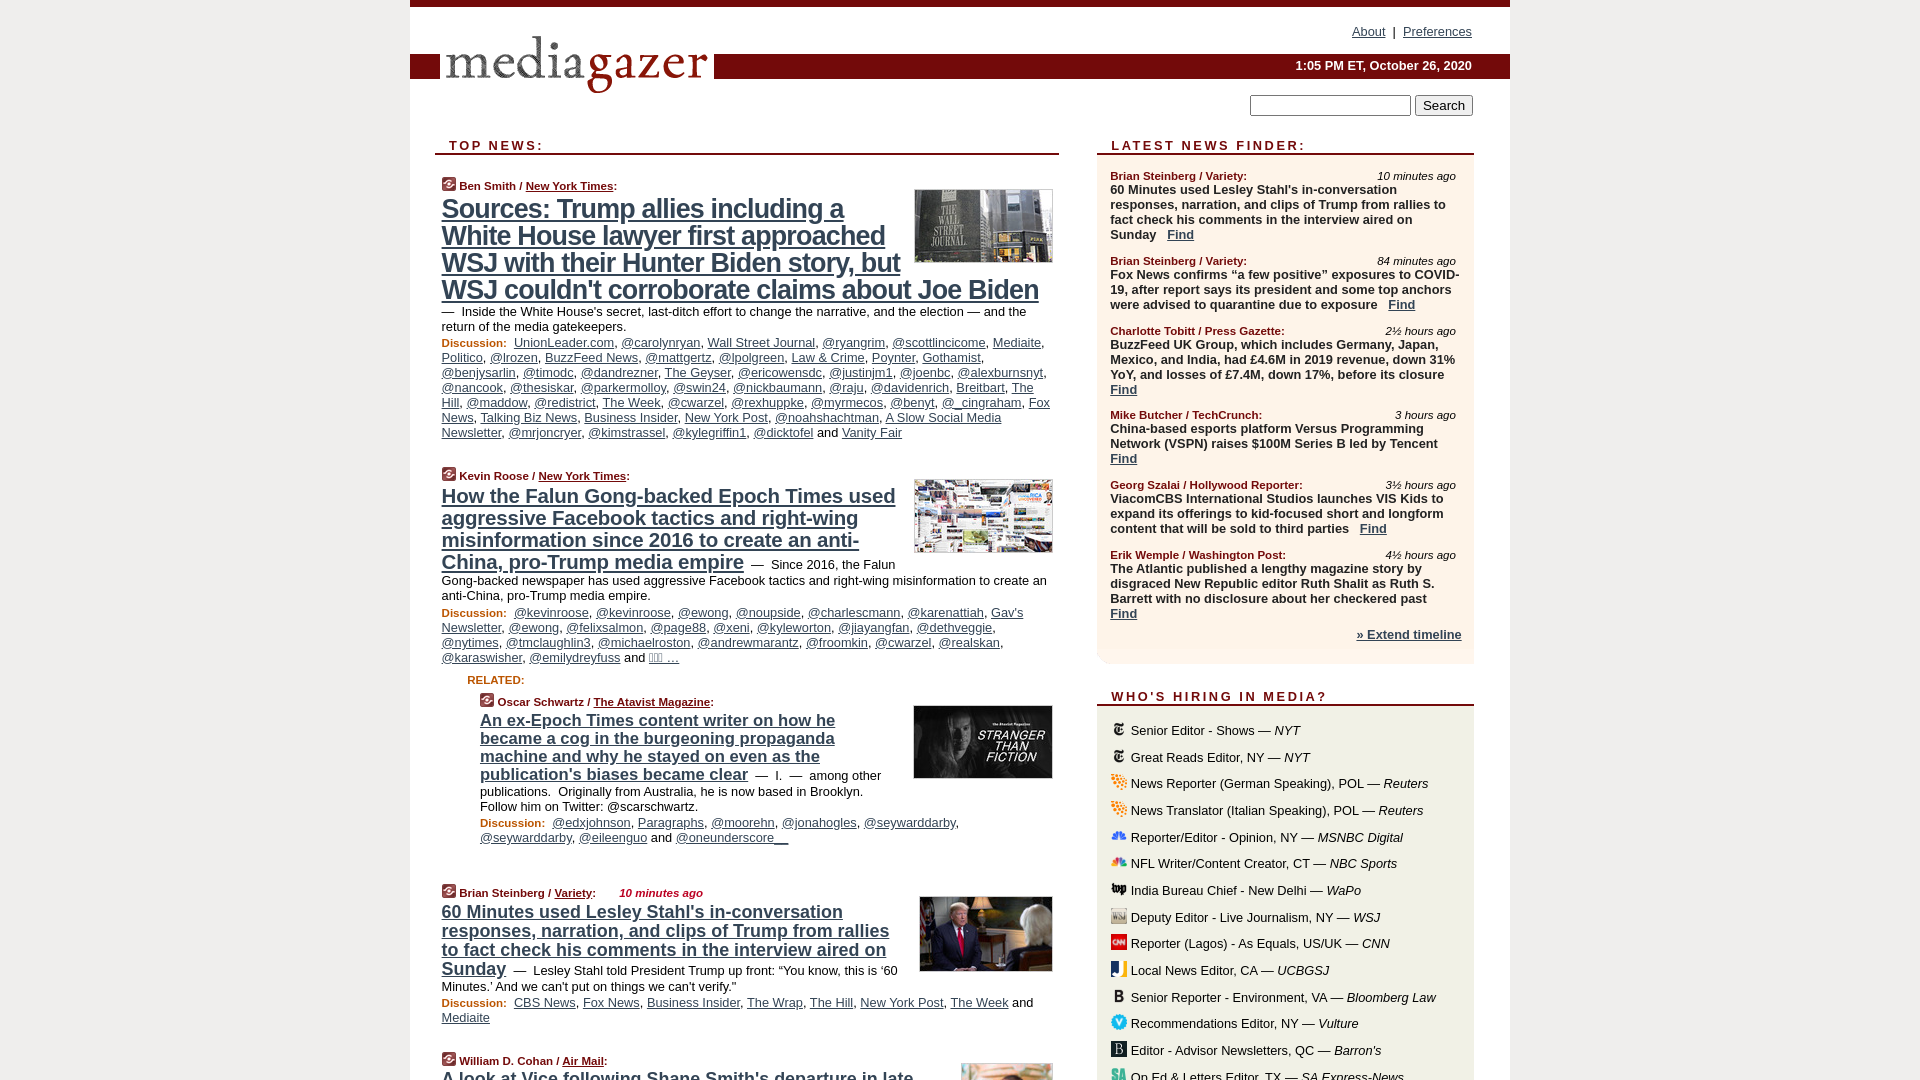 About | Preferences
mediagazer
1:05 PM ET, October 26, 2020
Search
TOP NEWS:
Ben Smith / New York Times:
THE WALL STREET JOURNAL
Sources: Trump allies including a
White House lawyer first approached
WSJ with their Hunter Biden story, but
WSJ couldn't corroborate claims about Joe Biden
— Inside the White House's secret, last-ditch effort to change the narrative, and the election — and the
return of the media gatekeepers.
Discussion: UnionLeader.com, @carolynryan, Wall Street Journal, @ryangrim, @scottlincicome, Mediaite,
Politico, @lrozen, BuzzFeed News, @mattgertz, @lpolgreen, Law & Crime, Poynter, Gothamist,
@benjysarlin, @timodc, @dandrezner, The Geyser, @ericowensdc, @justinjm1, @joenbc, @alexburnsnyt,
@nancook, @thesiskar, @parkermolloy, @swin24, @nickbaumann, @raju, @davidenrich, Breitbart, The
Hill, @maddow, @redistrict, The Week, @cwarzel, @rexhuppke, @myrmecos, @benyt, @_cingraham, Fox
News, Talking Biz News, Business Insider, New York Post, @noahshachtman, A Slow Social Media
Newsletter, @mrjoncryer, @kimstrassel, @kylegriffin1, @dicktofel and Vanity Fair
Kevin Roose / New York Times:
How the Falun Gong-backed Epoch Times used
aggressive Facebook tactics and right-wing
misinformation since 2016 to create an anti-
China, pro-Trump media empire — Since 2016, the Falun
Gong-backed newspaper has used aggressive Facebook tactics and right-wing misinformation to create an
anti-China, pro-Trump media empire.
Discussion: @kevinroose, @kevinroose, @ewong, @noupside, @charlescmann, @karenattiah, Gav's
Newsletter, @ewong, @felixsalmon, @page88, @xeni, @kyleworton, @jiayangfan, @dethveggie,
@nytimes, @tmclaughlin3, @michaelroston, @andrewmarantz, @froomkin, @cwarzel, @realskan,
@karaswisher, @emilydreyfuss and …
RELATED:
Oscar Schwartz / The Atavist Magazine:
the Atavist Magazine
STRANGER
THAN
FICTION
An ex-Epoch Times content writer on how he
became a cog in the burgeoning propaganda
machine and why he stayed on even as the
publication's biases became clear — I. — among other
publications. Originally from Australia, he is now based in Brooklyn.
Follow him on Twitter: @scarschwartz.
Discussion: @edxjohnson, Paragraphs, @moorehn, @jonahogles, @seywarddarby,
@seywarddarby, @eileenguo and @oneunderscore__
Brian Steinberg / Variety: 10 minutes ago
60 Minutes used Lesley Stahl's in-conversation
responses, narration, and clips of Trump from rallies
to fact check his comments in the interview aired on
Sunday — Lesley Stahl told President Trump up front: “You know, this is ‘60
Minutes.’ And we can't put on things we can't verify."
Discussion: CBS News, Fox News, Business Insider, The Wrap, The Hill, New York Post, The Week and
Mediaite
William D. Cohan / Air Mail:
A look at Vice following Shane Smith's departure in late
LATEST NEWS FINDER:
Brian Steinberg / Variety: 10 minutes ago
60 Minutes used Lesley Stahl's in-conversation
responses, narration, and clips of Trump from rallies to
fact check his comments in the interview aired on
Sunday Find
Brian Steinberg / Variety: 84 minutes ago
Fox News confirms “a few positive” exposures to COVID-
19, after report says its president and some top anchors
were advised to quarantine due to exposure Find
Charlotte Tobitt / Press Gazette: 2½ hours ago
BuzzFeed UK Group, which includes Germany, Japan,
Mexico, and India, had £4.6M in 2019 revenue, down 31%
YoY, and losses of £7.4M, down 17%, before its closure
Find
Mike Butcher / TechCrunch: 3 hours ago
China-based esports platform Versus Programming
Network (VSPN) raises $100M Series B led by Tencent
Find
Georg Szalai / Hollywood Reporter: 3½ hours ago
ViacomCBS International Studios launches VIS Kids to
expand its offerings to kid-focused short and longform
content that will be sold to third parties Find
Erik Wemple / Washington Post: 4½ hours ago
The Atlantic published a lengthy magazine story by
disgraced New Republic editor Ruth Shalit as Ruth S.
Barrett with no disclosure about her checkered past
Find
» Extend timeline
WHO'S HIRING IN MEDIA?
Senior Editor - Shows — NYT
Great Reads Editor, NY — NYT
News Reporter (German Speaking), POL — Reuters
News Translator (Italian Speaking), POL — Reuters
Reporter/Editor - Opinion, NY — MSNBC Digital
NFL Writer/Content Creator, CT — NBC Sports
wp India Bureau Chief - New Delhi — WaPo
Deputy Editor - Live Journalism, NY — WSJ
CNN Reporter (Lagos) - As Equals, US/UK — CNN
Local News Editor, CA — UCBGSJ
B Senior Reporter - Environment, VA — Bloomberg Law
V Recommendations Editor, NY — Vulture
B Editor - Advisor Newsletters, QC — Barron's
SA Op Ed & Letters Editor, TX — SA Express-News